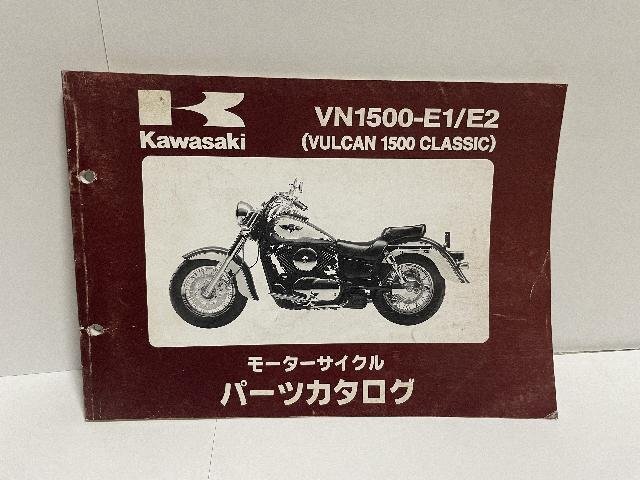 Kawasaki
VN1500-E1/E2
(VULCAN 1500 CLASSIC)
モーターサイクル
パーツカタログ